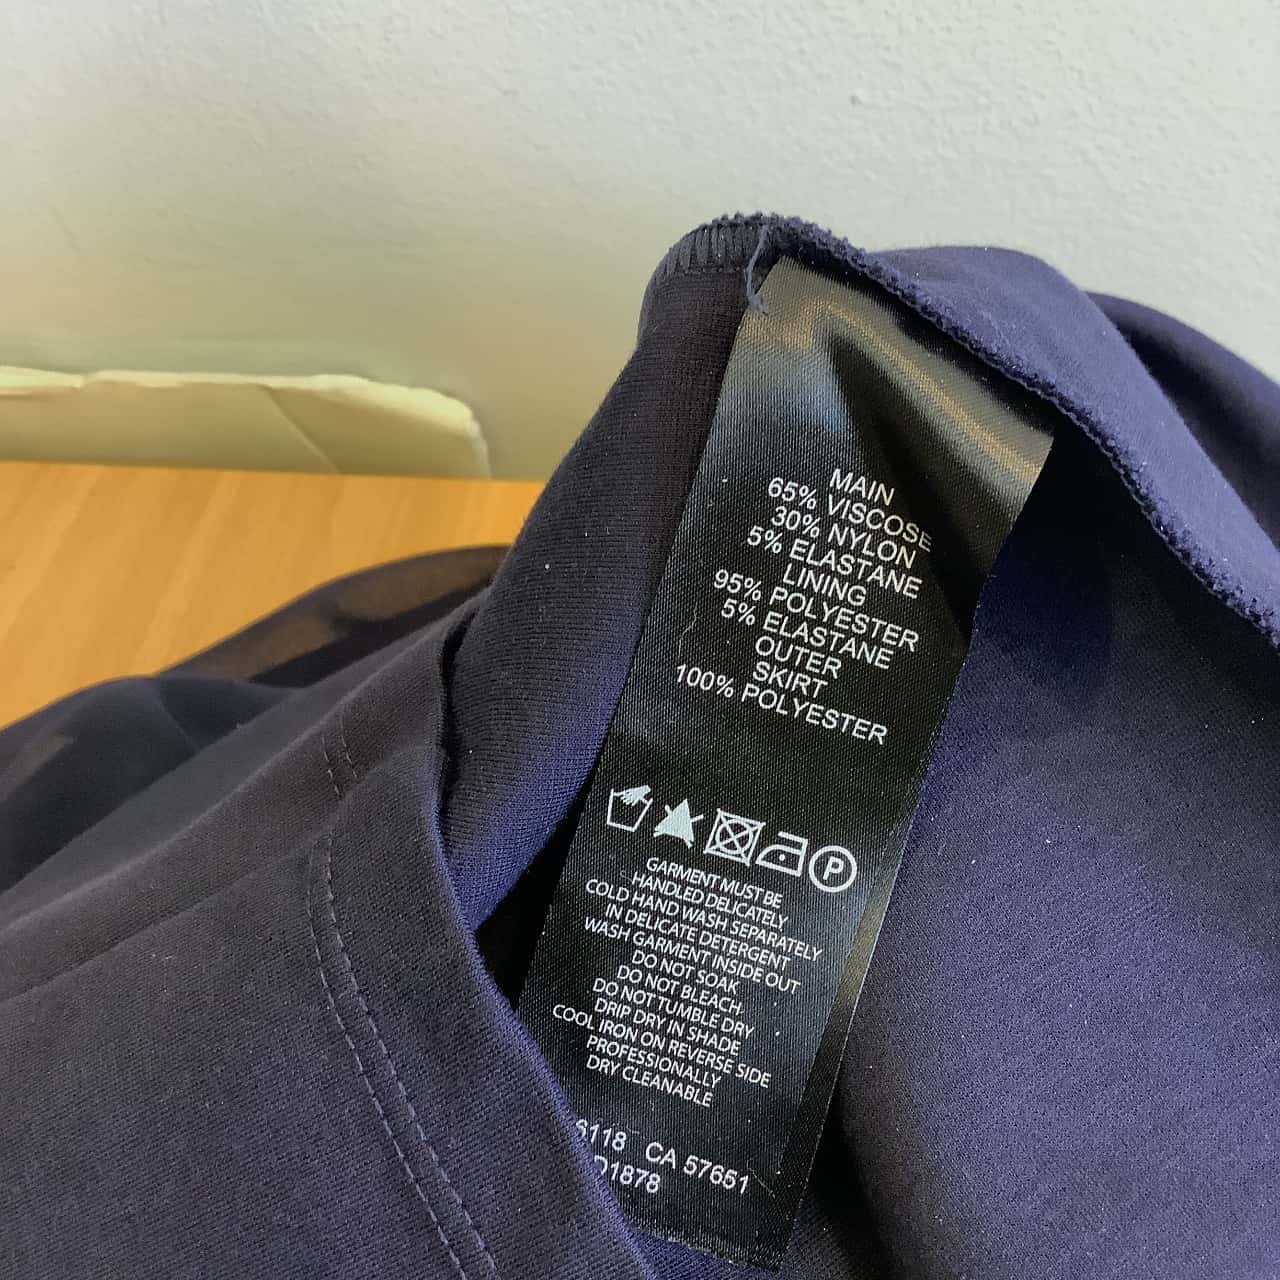 MAIN
65% VISCOSE
30% NYLON
5% ELASTANE
LINING
95% POLYESTER
5% ELASTANE
OUTER
SKIRT
100% POLYESTER
P
GARMENT MUST BE
HANDLED DELICATELY
COLD HAND WASH SEPARATELY
IN DELICATE DETERGENT
WASH GARMENT INSIDE OUT
DO NOT SOAK
DO NOT BLEACH,
DO NOT TUMBLE DRY
DRIP DRY IN SHADE
COOL IRON ON REVERSE SIDE
PROFESSIONALLY
DRY CLEANABLE
CA 57651